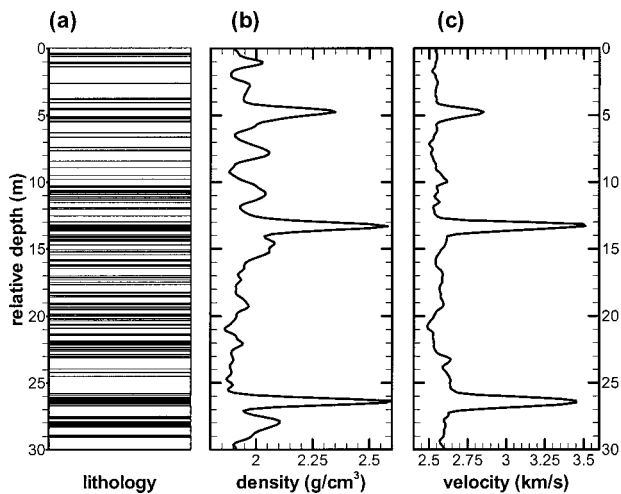 (a) (b) (c)
0 0
5 5
10 10
15 15
20 20
25 25
30 30
relative depth (m)
2 2.25 2.5 2.5 2.75 3 3.25 3.5
lithology density (g/cm³) velocity (km/s)